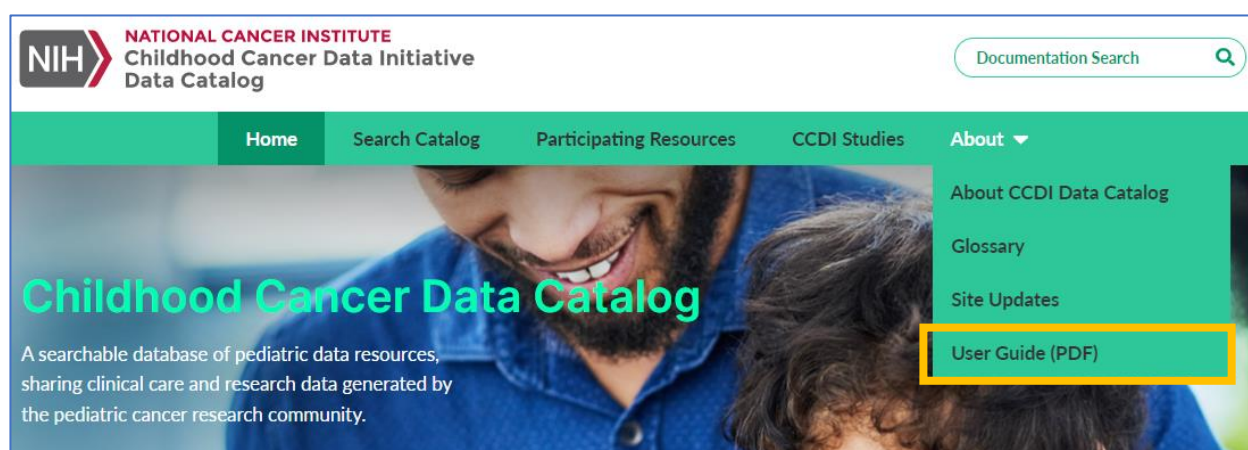 NIH
NATIONAL CANCER INSTITUTE
Childhood Cancer Data Initiative
Data Catalog
Documentation Search
Home
Search Catalog
Participating Resources
CCDI Studies
About
About CCDI Data Catalog
Glossary
Site Updates
User Guide (PDF)
Childhood Cancer Data Catalog
A searchable database of pediatric data resources,
sharing clinical care and research data generated by
the pediatric cancer research community.